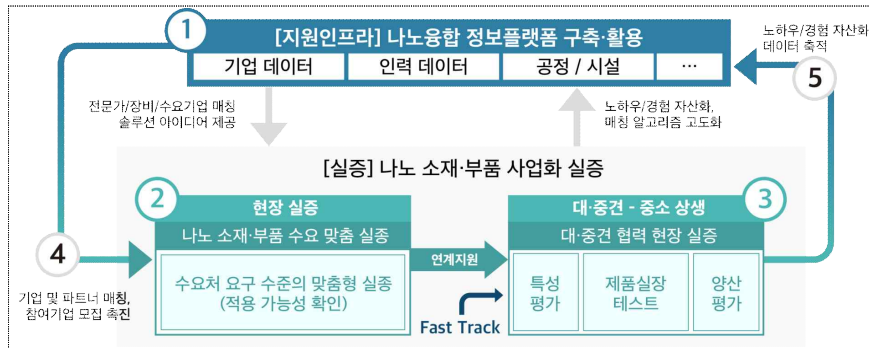 1
[지원인프라] 나노융합 정보플랫폼 구축·활용
기업 데이터
인력 데이터
공정 / 시설
...
노하우/경험 자산화
데이터 축적
5
전문가/장비/수요기업 매칭
솔루션 아이디어 제공
노하우/경험 자산화,
매칭 알고리즘 고도화
[실증] 나노 소재·부품 사업화 실증
2
현장 실증
나노 소재·부품 수요 맞춤 실종
수요처 요구 수준의 맞춤형 실종
(적용 가능성 확인)
연계지원
3
대·중견 - 중소 상생
대·중견 협력 현장 실증
특성
평가
제품실장
테스트
양산
평가
Fast Track
4
기업 및 파트너 매칭,
참여기업 모집 촉진